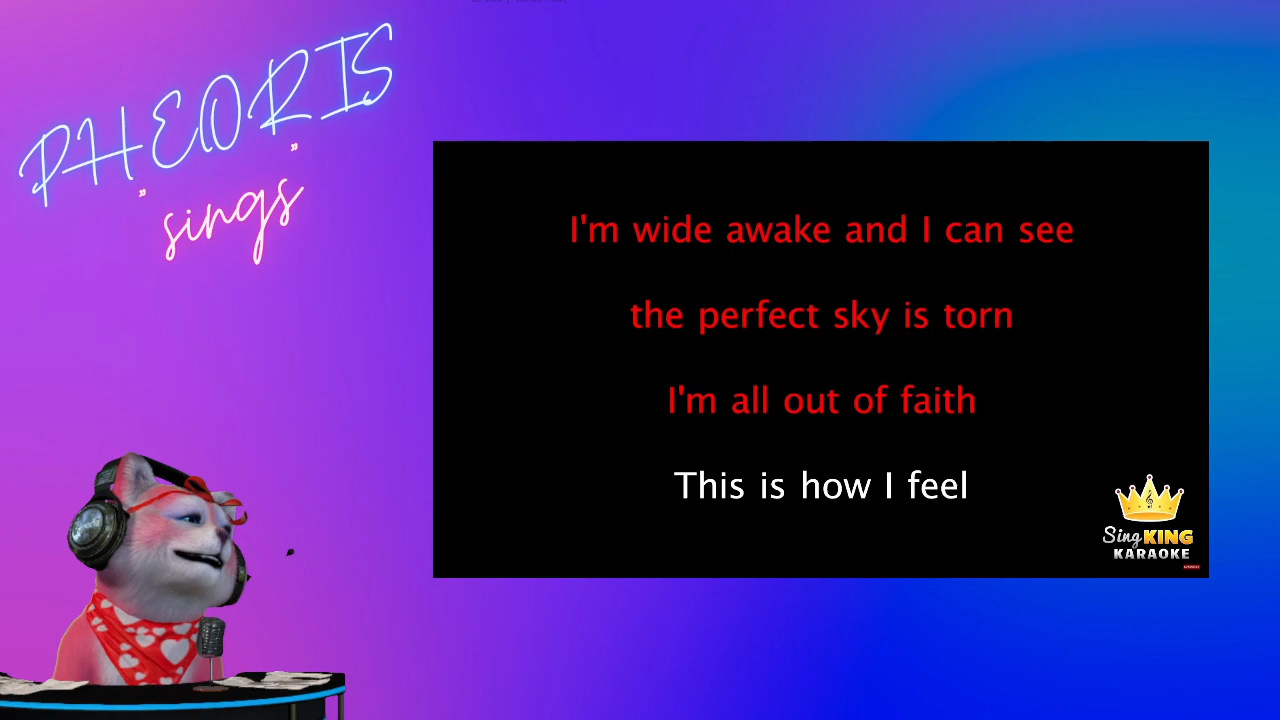 PHEORIS
sings
I'm wide awake and I can see
the perfect sky is torn
I'm all out of faith
This is how I feel
Sing KING
KARAOKE